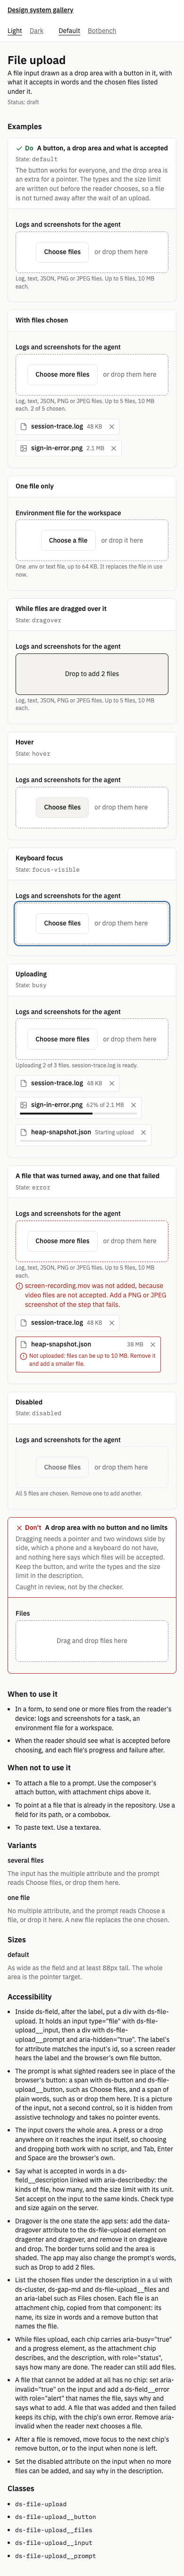 Design system gallery
Light Dark Default Botbench
File upload
A file input drawn as a drop area with a button in it, with
what it accepts in words and the chosen files listed
under it.
Status: draft
Examples
Do A button, a drop area and what is accepted
State: default
The button works for everyone, and the drop area is
an extra for a pointer. The types and the size limit
are written out before the reader chooses, so a file
is not turned away after the wait of an upload.
Logs and screenshots for the agent
Choose files or drop them here
Log, text, JSON, PNG or JPEG files. Up to 5 files, 10 MB
each.
With files chosen
Logs and screenshots for the agent
Choose more files or drop them here
Log, text, JSON, PNG or JPEG files. Up to 5 files, 10 MB
each. 2 of 5 chosen.
session-trace.log 48 KB
sign-in-error.png 2.1 MB
One file only
Environment file for the workspace
Choose a file or drop it here
One .env or text file, up to 64 KB. It replaces the file in use
now.
While files are dragged over it
State: dragover
Logs and screenshots for the agent
Drop to add 2 files
Log, text, JSON, PNG or JPEG files. Up to 5 files, 10 MB
each.
Hover
State: hover
Logs and screenshots for the agent
Choose files or drop them here
Keyboard focus
State: focus-visible
Logs and screenshots for the agent
Choose files or drop them here
Uploading
State: busy
Logs and screenshots for the agent
Choose more files or drop them here
Uploading 2 of 3 files. session-trace.log is ready.
session-trace.log 48 KB
sign-in-error.png 62% of 2.1 MB
heap-snapshot.json Starting upload
A file that was turned away, and one that failed
State: error
Logs and screenshots for the agent
Choose more files or drop them here
Log, text, JSON, PNG or JPEG files. Up to 5 files, 10 MB
each.
screen-recording.mov was not added, because
video files are not accepted. Add a PNG or JPEG
screenshot of the step that fails.
session-trace.log 48 KB
heap-snapshot.json 38 MB
Not uploaded: files can be up to 10 MB. Remove it
and add a smaller file.
Disabled
State: disabled
Logs and screenshots for the agent
Choose files or drop them here
All 5 files are chosen. Remove one to add another.
Don't A drop area with no button and no limits
Dragging needs a pointer and two windows side by
side, which a phone and a keyboard do not have,
and nothing here says which files will be accepted.
Keep the button, and write the types and the size
limit in the description.
Caught in review, not by the checker.
Files
Drag and drop files here
When to use it
In a form, to send one or more files from the reader's
device: logs and screenshots for a task, an
environment file for a workspace.
When the reader should see what is accepted before
choosing, and each file's progress and failure after.
When not to use it
To attach a file to a prompt. Use the composer's
attach button, with attachment chips above it.
To point at a file that is already in the repository. Use a
field for its path, or a combobox.
To paste text. Use a textarea.
Variants
several files
The input has the multiple attribute and the prompt
reads Choose files, or drop them here.
one file
No multiple attribute, and the prompt reads Choose a
file, or drop it here. A new file replaces the one chosen.
Sizes
default
As wide as the field and at least 88px tall. The whole
area is the pointer target.
Accessibility
Inside ds-field, after the label, put a div with ds-file-
upload. It holds an input type="file" with ds-file-
upload__input, then a div with ds-file-
upload__prompt and aria-hidden="true". The label's
for attribute matches the input's id, so a screen reader
hears the label and the browser's own file button.
The prompt is what sighted readers see in place of the
browser's button: a span with ds-button and ds-file-
upload__button, such as Choose files, and a span of
plain words, such as or drop them here. It is a picture
of the input, not a second control, so it is hidden from
assistive technology and takes no pointer events.
The input covers the whole area. A press or a drop
anywhere on it reaches the input itself, so choosing
and dropping both work with no script, and Tab, Enter
and Space are the browser's own.
Say what is accepted in words in a ds-
field__description linked with aria-describedby: the
kinds of file, how many, and the size limit with its unit.
Set accept on the input to the same kinds. Check type
and size again on the server.
Dragover is the one state the app sets: add the data-
dragover attribute to the ds-file-upload element on
dragenter and dragover, and remove it on dragleave
and drop. The border turns solid and the area is
shaded. The app may also change the prompt's words,
such as Drop to add 2 files.
List the chosen files under the description in a ul with
ds-cluster, ds-gap-md and ds-file-upload__files and
an aria-label such as Files chosen. Each file is an
attachment chip, copied from that component: its
name, its size in words and a remove button that
names the file.
While files upload, each chip carries aria-busy="true"
and a progress element, as the attachment chip
describes, and the description, with role="status",
says how many are done. The reader can still add files.
A file that cannot be added at all has no chip: set aria-
invalid="true" on the input and add a ds-field__error
with role="alert" that names the file, says why and
says what to add. A file that was added and then failed
keeps its chip, with the chip's own error. Remove aria-
invalid when the reader next chooses a file.
After a file is removed, move focus to the next chip's
remove button, or to the input when none is left.
Set the disabled attribute on the input when no more
files can be added, and say why in the description.
Classes
ds-file-upload
ds-file-upload__button
ds-file-upload__files
ds-file-upload__input
ds-file-upload__prompt